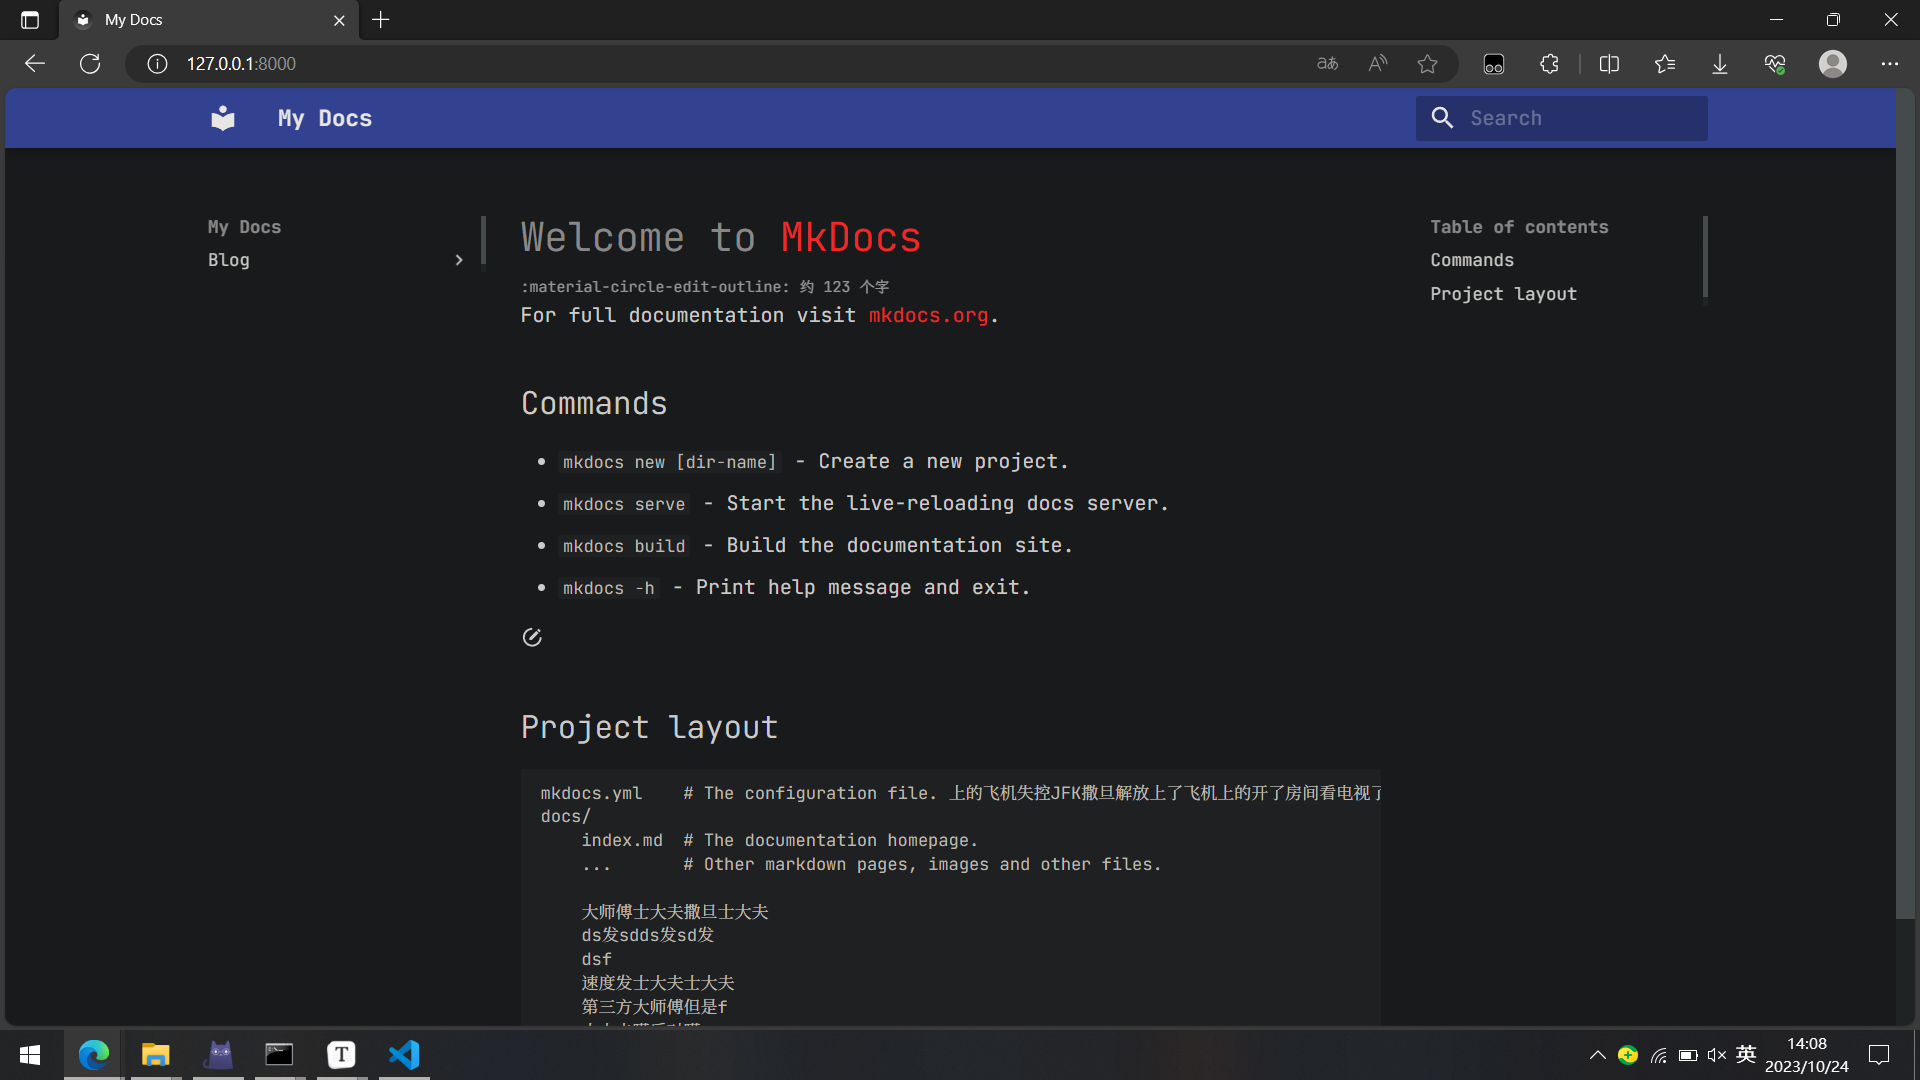 My Docs
127.0.0.1:8000
My Docs
Search
My Docs
Blog
Welcome to MkDocs
:material-circle-edit-outline: 约 123 个字
For full documentation visit mkdocs.org.
Commands
mkdocs new [dir-name] - Create a new project.
mkdocs serve - Start the live-reloading docs server.
mkdocs build - Build the documentation site.
mkdocs -h - Print help message and exit.
Project layout
mkdocs.yml    # The configuration file. 上的飞机失控JFK撒旦解放上了飞机上的开了房间看电视了
docs/
    index.md  # The documentation homepage.
    ...       # Other markdown pages, images and other files.
    大师傅士大夫撒旦士大夫
    ds发sdds发sd发
    dsf
    速度发士大夫士大夫
    第三方大师傅但是f
Table of contents
Commands
Project layout
英
14:08
2023/10/24